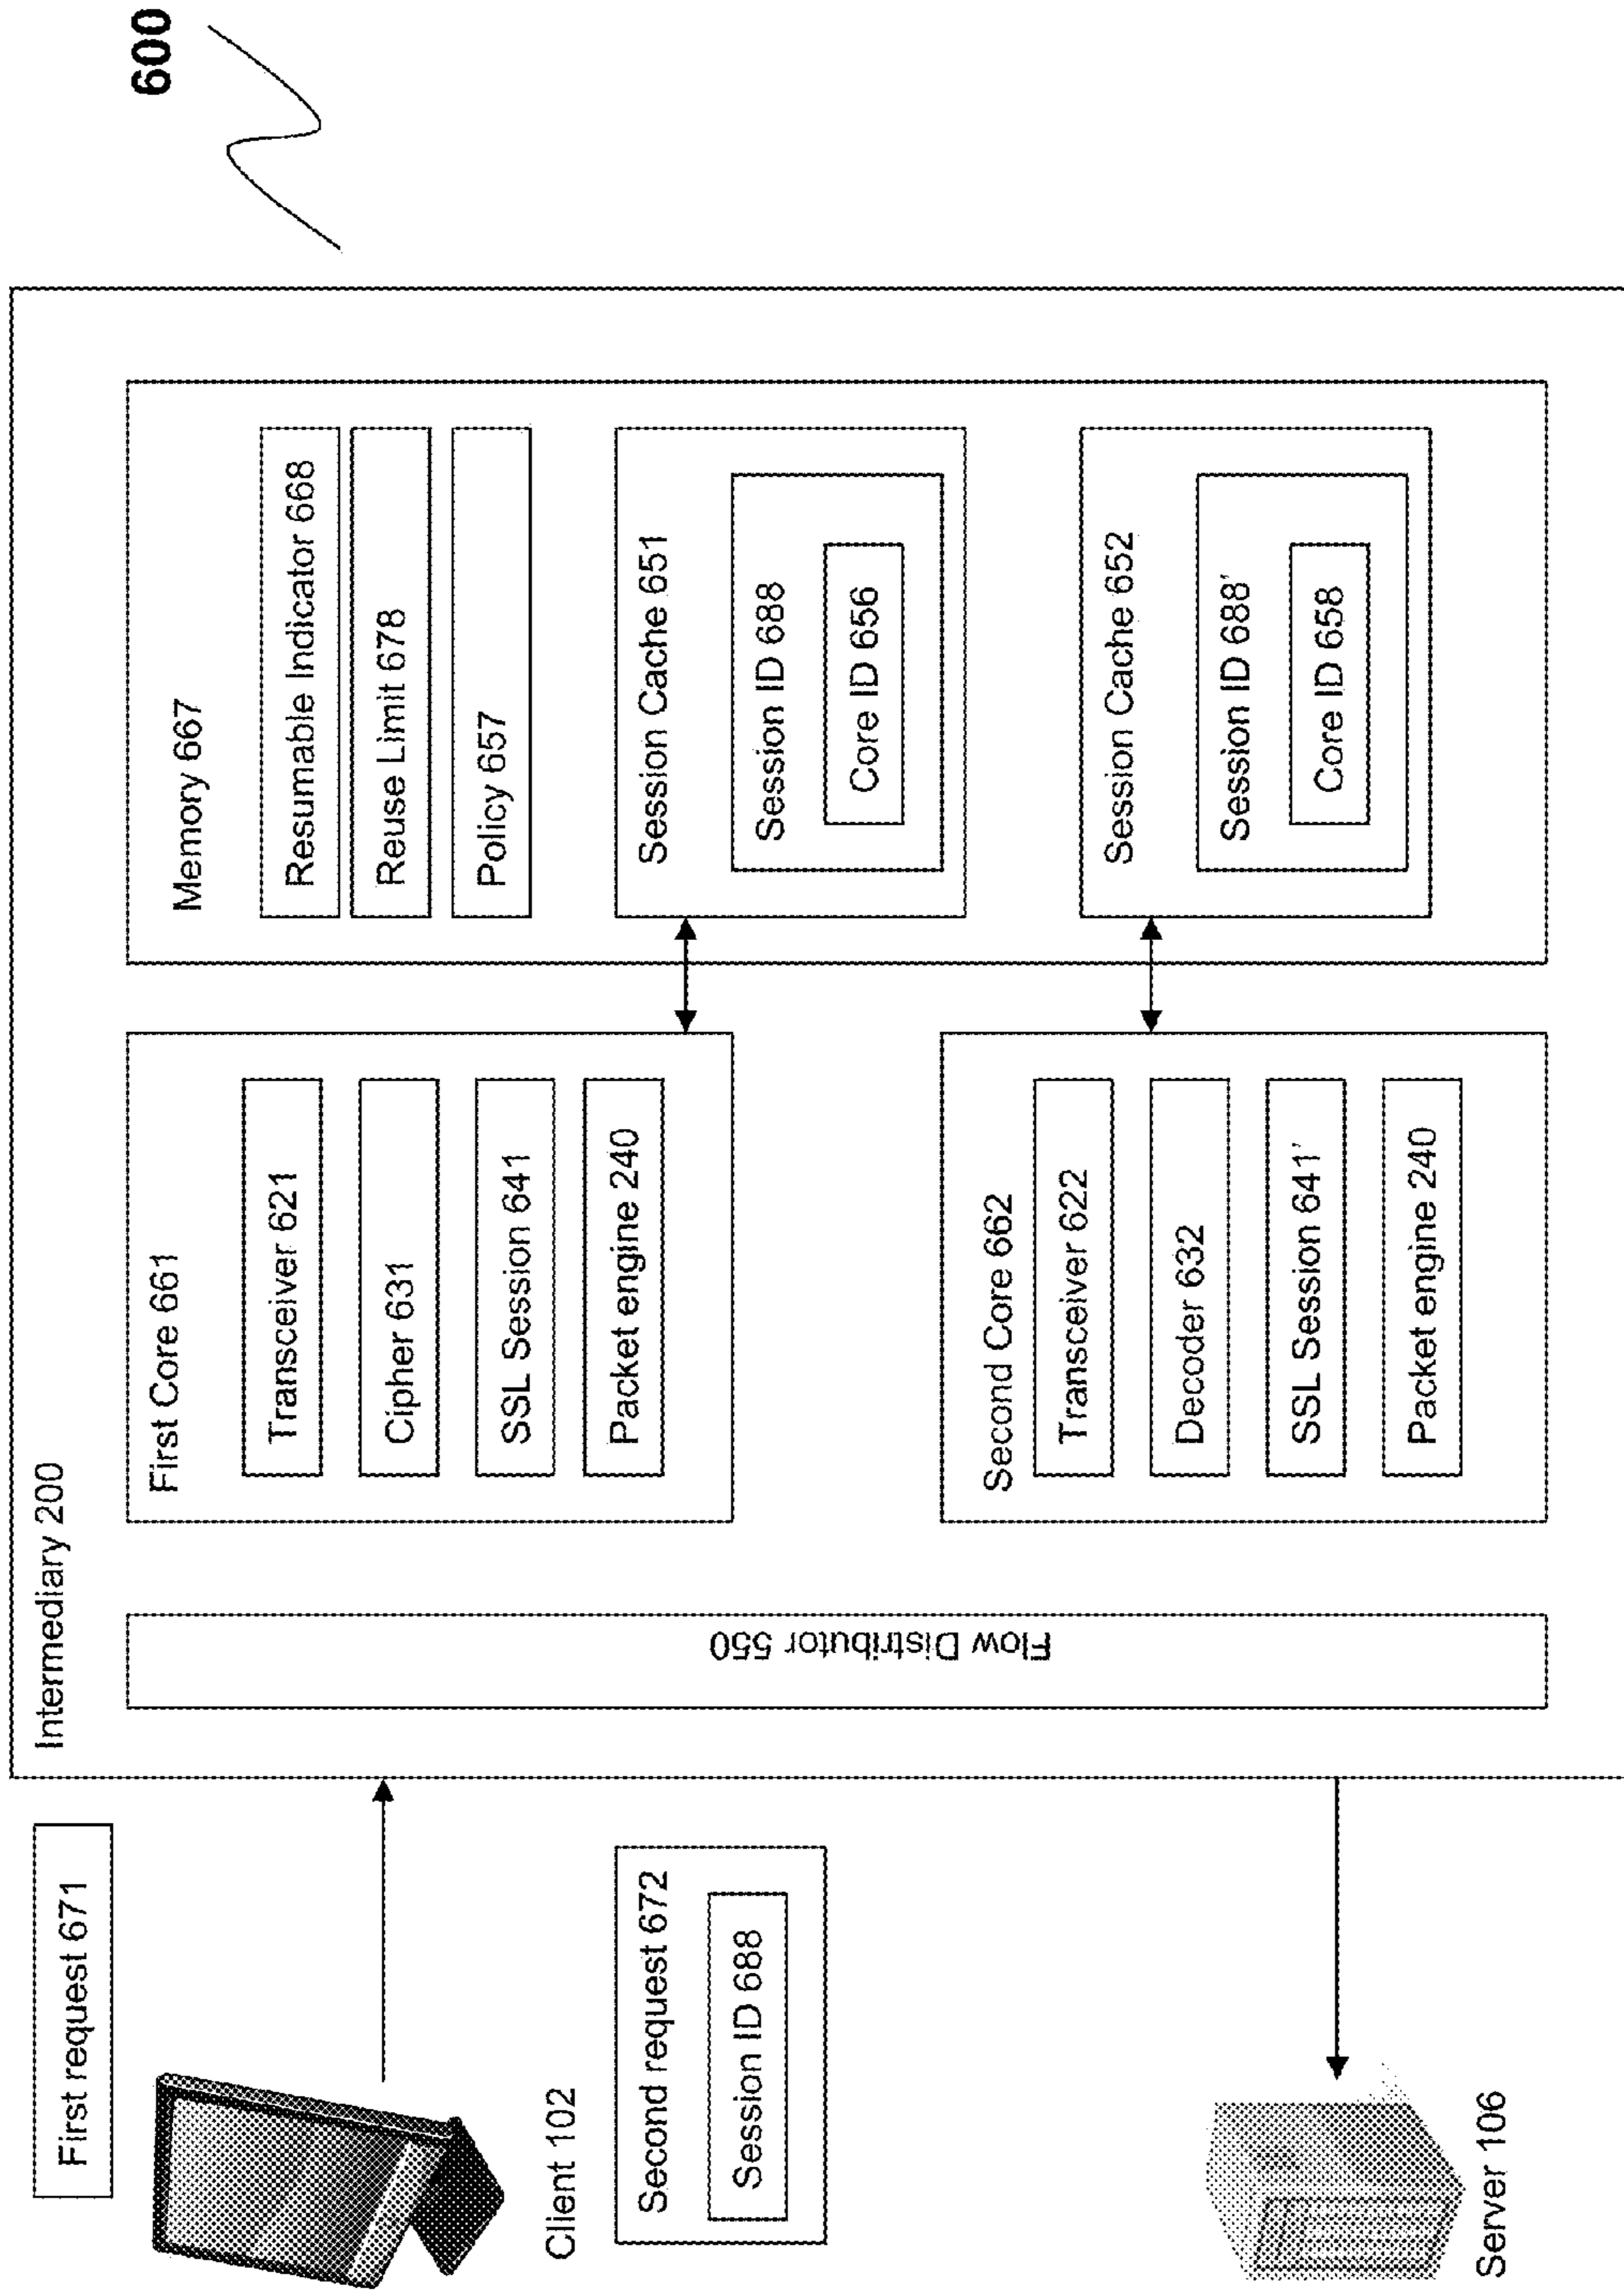 600
Intermediary 200
First request 671
Client 102
Second request 672
Session ID 688
Server 106
Flow Distributor 550
First Core 661
Transceiver 621
Cipher 631
SSL Session 641
Packet engine 240
Second Core 662
Transceiver 622
Decoder 632
SSL Session 641'
Packet engine 240
Memory 667
Resumable Indicator 668
Reuse Limit 678
Policy 657
Session Cache 651
Session ID 688
Core ID 656
Session Cache 652
Session ID 688'
Core ID 658